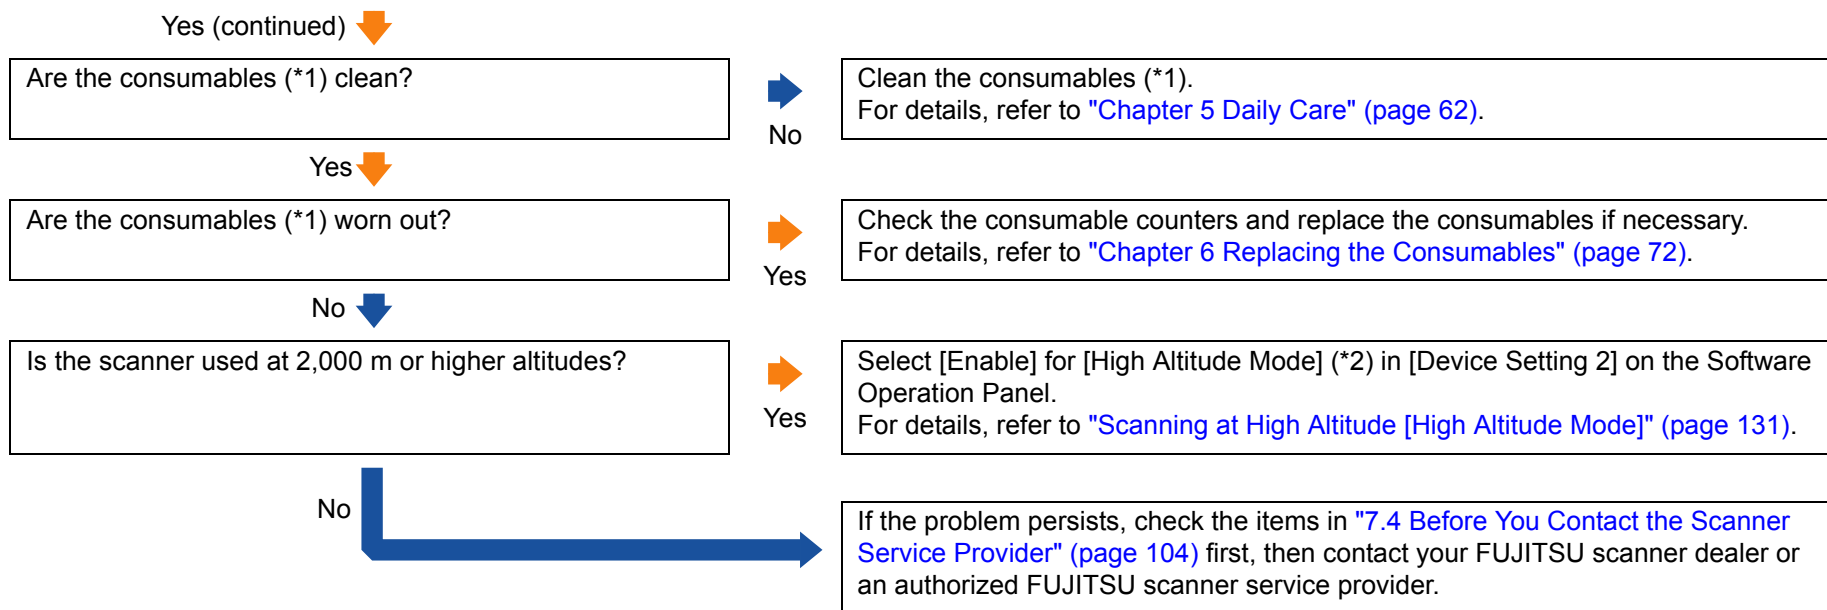 Yes (continued)
Are the consumables (*1) clean?
No
Clean the consumables (*1).
For details, refer to "Chapter 5 Daily Care" (page 62).
Yes
Are the consumables (*1) worn out?
Yes
Check the consumable counters and replace the consumables if necessary.
For details, refer to "Chapter 6 Replacing the Consumables" (page 72).
No
Is the scanner used at 2,000 m or higher altitudes?
Yes
Select [Enable] for [High Altitude Mode] (*2) in [Device Setting 2] on the Software
Operation Panel.
For details, refer to "Scanning at High Altitude [High Altitude Mode]" (page 131).
No
If the problem persists, check the items in "7.4 Before You Contact the Scanner
Service Provider" (page 104) first, then contact your FUJITSU scanner dealer or
an authorized FUJITSU scanner service provider.